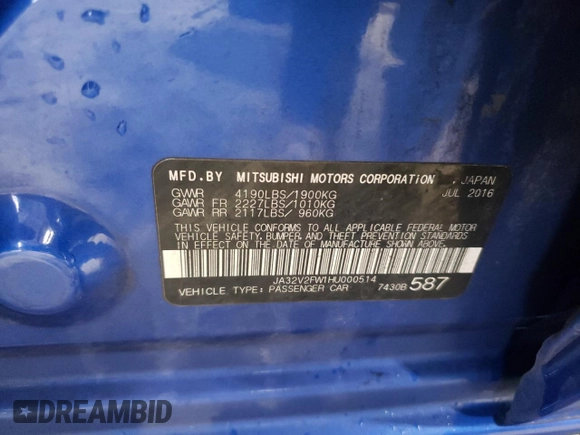 MFD.BY MITSUBISHI MOTORS CORPORATION , JAPAN
GVWR 4190LBS/1900KG JUL 2016
GAWR FR 2227LBS/1010KG
GAWR RR 2117LBS/ 960KG
THIS VEHICLE CONFORMS TO ALL APPLICABLE FEDERAL MOTOR
VEHICLE SAFETY,BUMPER,AND THEFT PREVENTION STANDARDS
IN EFFECT ON THE DATE OF MANUFACTURE SHOWN ABOVE.
JA32V2FW1HU000514
VEHICLE TYPE: PASSENGER CAR 7430B 587
DREAMBID